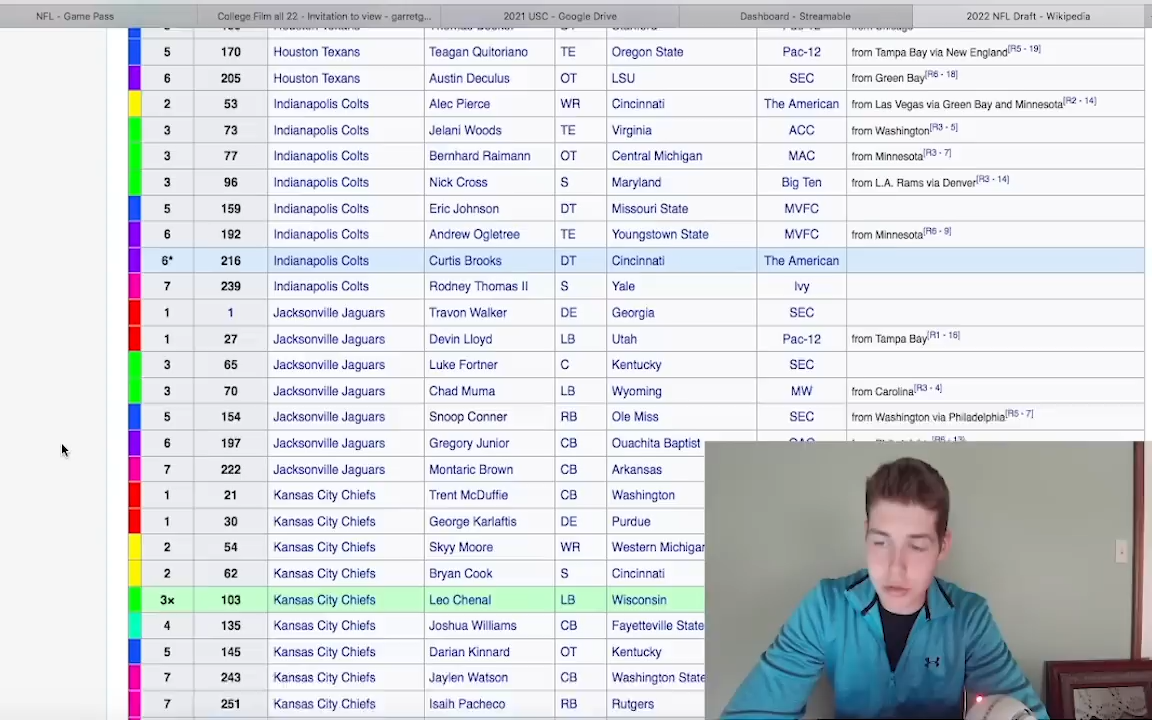 NFL - Game Pass College Film all 22 - Invitation to view - garretg... 2021 USC - Google Drive Dashboard - Streamable 2022 NFL Draft - Wikipedia
5 170 Houston Texans Teagan Quitoriano TE Oregon State Pac-12 from Tampa Bay via New England[R5 - 19]
6 205 Houston Texans Austin Deculus OT LSU SEC from Green Bay[R6 - 18]
2 53 Indianapolis Colts Alec Pierce WR Cincinnati The American from Las Vegas via Green Bay and Minnesota[R2 - 14]
3 73 Indianapolis Colts Jelani Woods TE Virginia ACC from Washington[R3 - 5]
3 77 Indianapolis Colts Bernhard Raimann OT Central Michigan MAC from Minnesota[R3 - 7]
3 96 Indianapolis Colts Nick Cross S Maryland Big Ten from L.A. Rams via Denver[R3 - 14]
5 159 Indianapolis Colts Eric Johnson DT Missouri State MVFC
6 192 Indianapolis Colts Andrew Ogletree TE Youngstown State MVFC from Minnesota[R6 - 9]
6* 216 Indianapolis Colts Curtis Brooks DT Cincinnati The American
7 239 Indianapolis Colts Rodney Thomas II S Yale Ivy
1 1 Jacksonville Jaguars Travon Walker DE Georgia SEC
1 27 Jacksonville Jaguars Devin Lloyd LB Utah Pac-12 from Tampa Bay[R1 - 16]
3 65 Jacksonville Jaguars Luke Fortner C Kentucky SEC
3 70 Jacksonville Jaguars Chad Muma LB Wyoming MW from Carolina[R3 - 4]
5 154 Jacksonville Jaguars Snoop Conner RB Ole Miss SEC from Washington via Philadelphia[R5 - 7]
6 197 Jacksonville Jaguars Gregory Junior CB Ouachita Baptist
7 222 Jacksonville Jaguars Montaric Brown CB Arkansas
1 21 Kansas City Chiefs Trent McDuffie CB Washington
1 30 Kansas City Chiefs George Karlaftis DE Purdue
2 54 Kansas City Chiefs Skyy Moore WR Western Michigan
2 62 Kansas City Chiefs Bryan Cook S Cincinnati
3× 103 Kansas City Chiefs Leo Chenal LB Wisconsin
4 135 Kansas City Chiefs Joshua Williams CB Fayetteville State
5 145 Kansas City Chiefs Darian Kinnard OT Kentucky
7 243 Kansas City Chiefs Jaylen Watson CB Washington State
7 251 Kansas City Chiefs Isaih Pacheco RB Rutgers